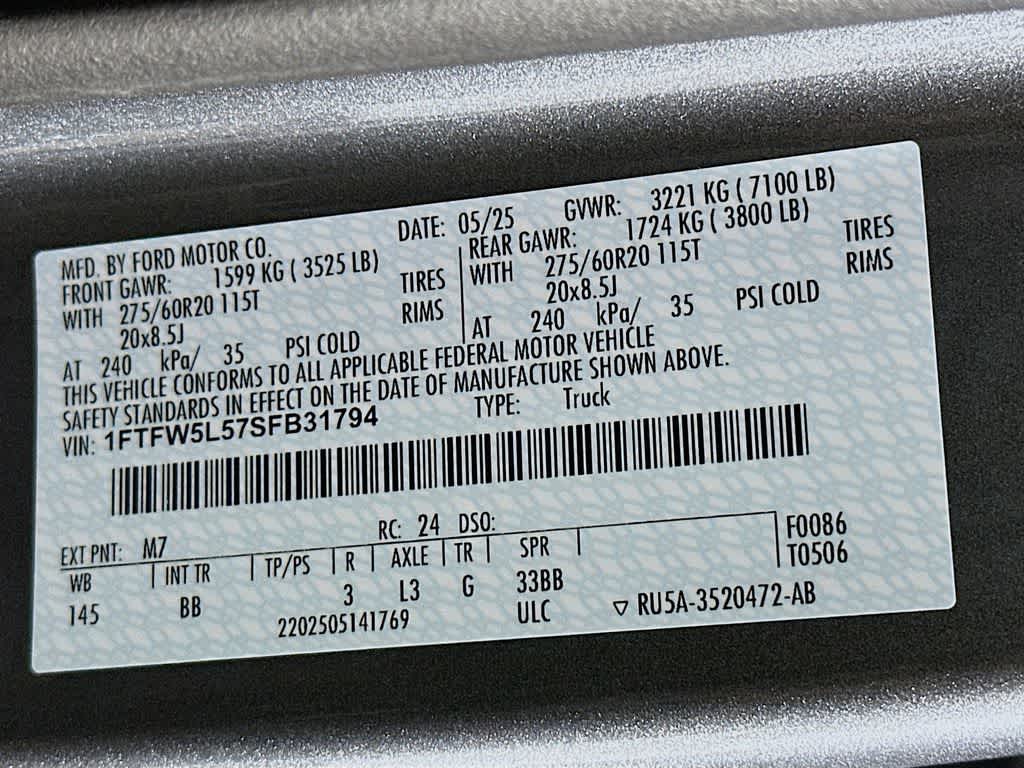 MFD. BY FORD MOTOR CO. DATE: 05/25 GVWR: 3221 KG ( 7100 LB)
FRONT GAWR: 1599 KG ( 3525 LB) REAR GAWR: 1724 KG ( 3800 LB)
WITH 275/60R20 115T TIRES WITH 275/60R20 115T TIRES
20x8.5J RIMS 20x8.5J RIMS
AT 240 kPa/ 35 PSI COLD AT 240 kPa/ 35 PSI COLD
THIS VEHICLE CONFORMS TO ALL APPLICABLE FEDERAL MOTOR VEHICLE
SAFETY STANDARDS IN EFFECT ON THE DATE OF MANUFACTURE SHOWN ABOVE.
VIN: 1FTFW5L57SFB31794 TYPE: Truck
EXT PNT: M7 RC: 24 DSO: F0086
WB INT TR TP/PS R AXLE TR SPR T0506
145 BB 3 L3 G 33BB
2202505141769 ULC ▽ RU5A-3520472-AB